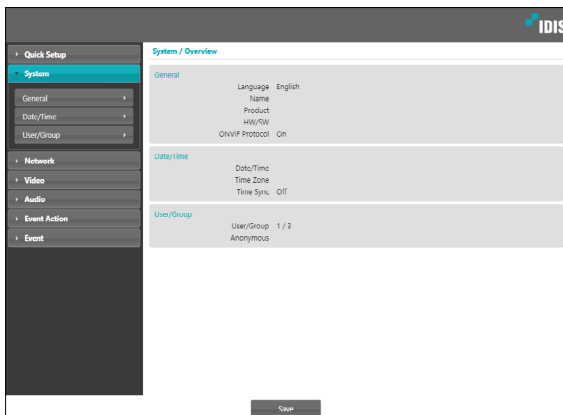 IDIS
Quick Setup
System
General
Date/Time
User/Group
Network
Video
Audio
Event Action
Event
System / Overview
General
Language English
Name
Product
HW/SW
ONVIF Protocol On
Date/Time
Date/Time
Time Zone
Time Sync. Off
User/Group
User/Group 1 / 3
Anonymous
Save